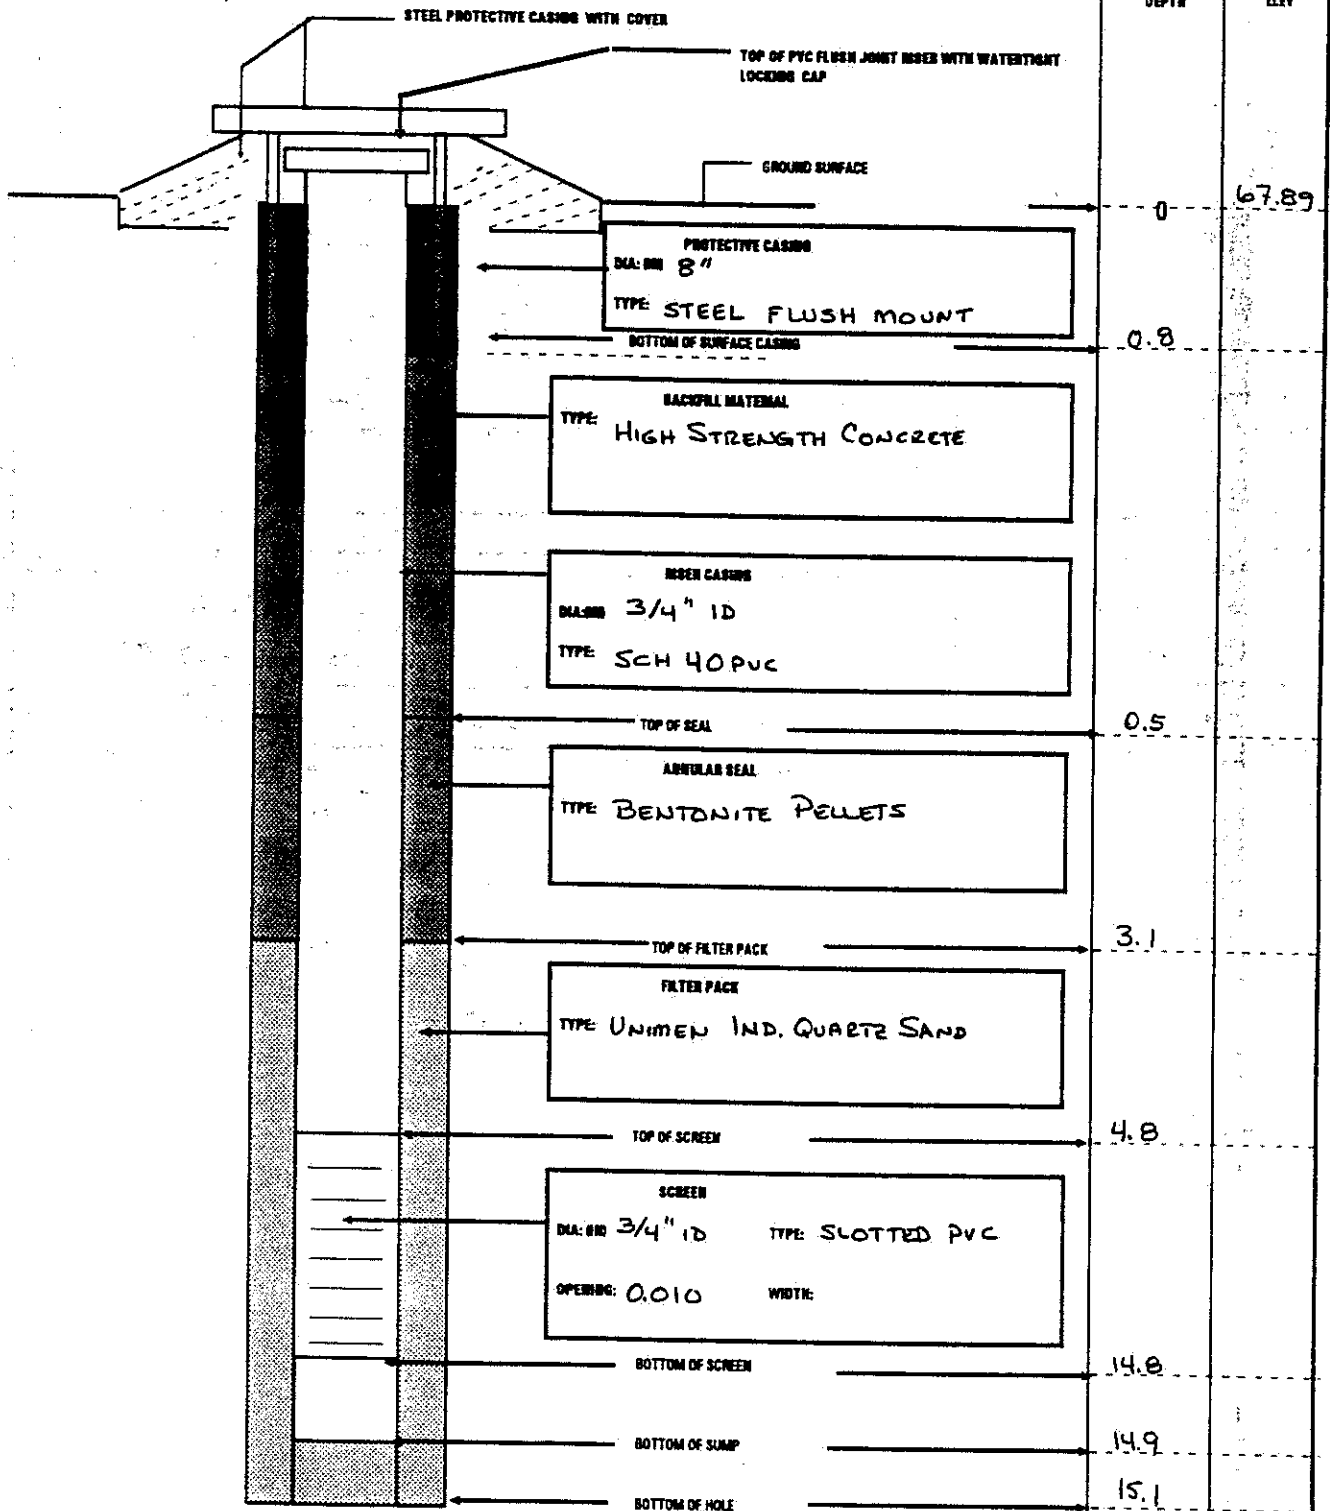 DEPTH ELEV
STEEL PROTECTIVE CASING WITH COVER
TOP OF PVC FLUSH JOINT RISER WITH WATERTIGHT
LOCKING CAP
GROUND SURFACE
0 67.89
PROTECTIVE CASING
DIA: 8"
TYPE: STEEL FLUSH MOUNT
BOTTOM OF SURFACE CASING 0.8
BACKFILL MATERIAL
TYPE: HIGH STRENGTH CONCRETE
RISER CASING
DIA: 3/4" ID
TYPE: SCH 40 PVC
TOP OF SEAL 0.5
ANNULAR SEAL
TYPE: BENTONITE PELLETS
TOP OF FILTER PACK 3.1
FILTER PACK
TYPE: UNIMEN IND. QUARTZ SAND
TOP OF SCREEN 4.8
SCREEN
DIA: 3/4" ID TYPE: SLOTTED PVC
OPENING: 0.010 WIDTH:
BOTTOM OF SCREEN 14.8
BOTTOM OF SUMP 14.9
BOTTOM OF HOLE 15.1